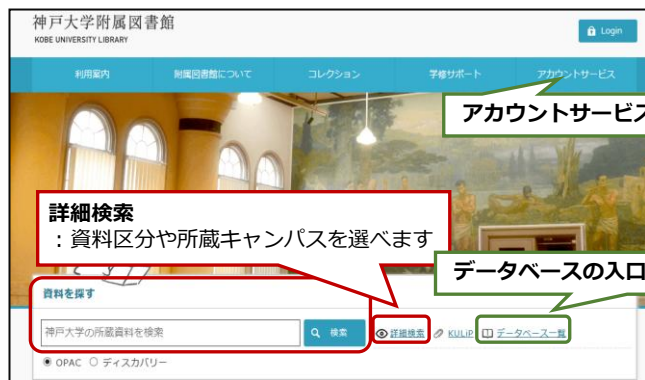 神戸大学附属図書館
KOBE UNIVERSITY LIBRARY
Login
利用案内 附属図書館について コレクション 学修サポート アカウントサービス
アカウントサービス
詳細検索
：資料区分や所蔵キャンパスを選べます
データベースの入口
資料を探す
神戸大学の所蔵資料を検索 検索 詳細検索 KULiP データベース一覧
OPAC ディスカバリー